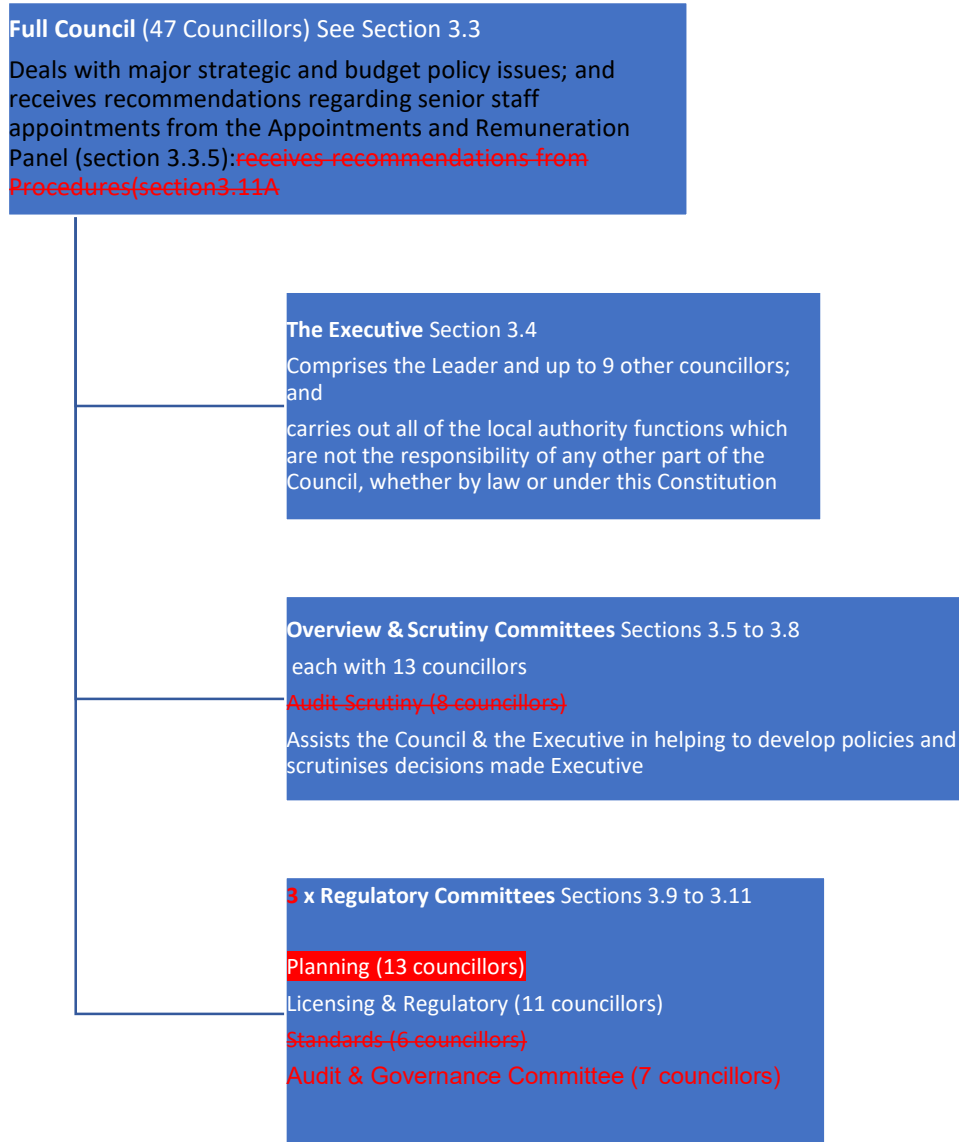 Full Council (47 Councillors) See Section 3.3
Deals with major strategic and budget policy issues; and
receives recommendations regarding senior staff
appointments from the Appointments and Remuneration
Panel (section 3.3.5):receives recommendations from
Procedures(section3.11A
The Executive Section 3.4
Comprises the Leader and up to 9 other councillors;
and
carries out all of the local authority functions which
are not the responsibility of any other part of the
Council, whether by law or under this Constitution
Overview & Scrutiny Committees Sections 3.5 to 3.8
each with 13 councillors
Audit Scrutiny (8 councillors)
Assists the Council & the Executive in helping to develop policies and
scrutinises decisions made Executive
3 x Regulatory Committees Sections 3.9 to 3.11
Planning (13 councillors)
Licensing & Regulatory (11 councillors)
Standards (6 councillors)
Audit & Governance Committee (7 councillors)